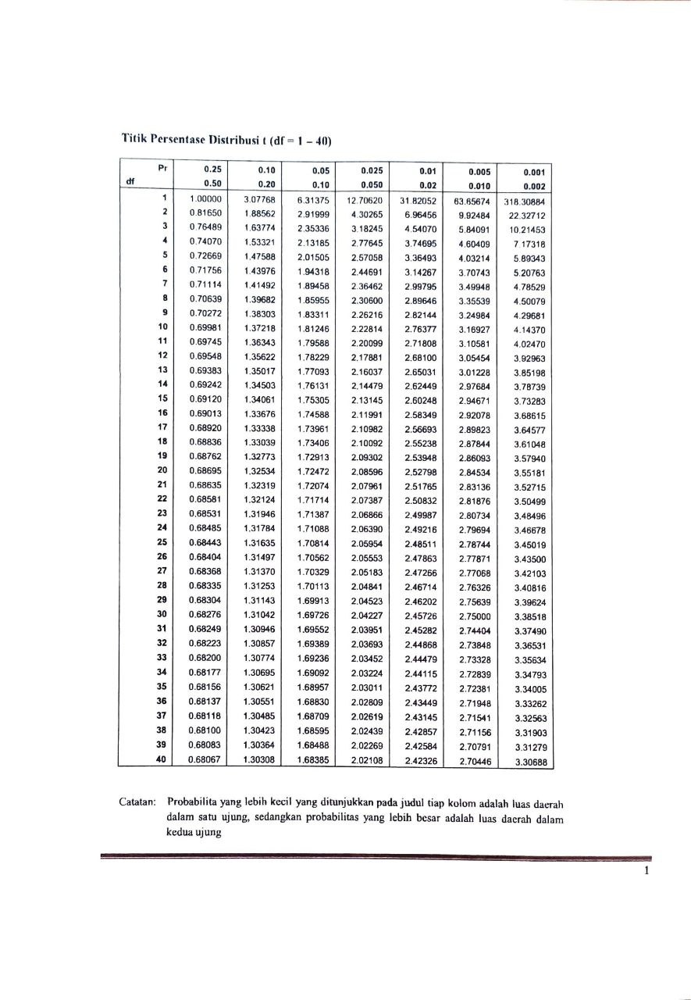 Titik Persentase Distribusi t (df = 1 – 40)
Pr 0.25 0.10 0.05 0.025 0.01 0.005 0.001
df 0.50 0.20 0.10 0.050 0.02 0.010 0.002
1 1.00000 3.07768 6.31375 12.70620 31.82052 63.65674 318.30884
2 0.81650 1.88562 2.91999 4.30265 6.96456 9.92484 22.32712
3 0.76489 1.63774 2.35336 3.18245 4.54070 5.84091 10.21453
4 0.74070 1.53321 2.13185 2.77645 3.74695 4.60409 7.17318
5 0.72669 1.47588 2.01505 2.57058 3.36493 4.03214 5.89343
6 0.71756 1.43976 1.94318 2.44691 3.14267 3.70743 5.20763
7 0.71114 1.41492 1.89458 2.36462 2.99795 3.49948 4.78529
8 0.70639 1.39682 1.85955 2.30600 2.89646 3.35539 4.50079
9 0.70272 1.38303 1.83311 2.26216 2.82144 3.24984 4.29681
10 0.69981 1.37218 1.81246 2.22814 2.76377 3.16927 4.14370
11 0.69745 1.36343 1.79588 2.20099 2.71808 3.10581 4.02470
12 0.69548 1.35622 1.78229 2.17881 2.68100 3.05454 3.92963
13 0.69383 1.35017 1.77093 2.16037 2.65031 3.01228 3.85198
14 0.69242 1.34503 1.76131 2.14479 2.62449 2.97684 3.78739
15 0.69120 1.34061 1.75305 2.13145 2.60248 2.94671 3.73283
16 0.69013 1.33676 1.74588 2.11991 2.58349 2.92078 3.68615
17 0.68920 1.33338 1.73961 2.10982 2.56693 2.89823 3.64577
18 0.68836 1.33039 1.73406 2.10092 2.55238 2.87844 3.61048
19 0.68762 1.32773 1.72913 2.09302 2.53948 2.86093 3.57940
20 0.68695 1.32534 1.72472 2.08596 2.52798 2.84534 3.55181
21 0.68635 1.32319 1.72074 2.07961 2.51765 2.83136 3.52715
22 0.68581 1.32124 1.71714 2.07387 2.50832 2.81876 3.50499
23 0.68531 1.31946 1.71387 2.06866 2.49987 2.80734 3.48496
24 0.68485 1.31784 1.71088 2.06390 2.49216 2.79694 3.46678
25 0.68443 1.31635 1.70814 2.05954 2.48511 2.78744 3.45019
26 0.68404 1.31497 1.70562 2.05553 2.47863 2.77871 3.43500
27 0.68368 1.31370 1.70329 2.05183 2.47266 2.77068 3.42103
28 0.68335 1.31253 1.70113 2.04841 2.46714 2.76326 3.40816
29 0.68304 1.31143 1.69913 2.04523 2.46202 2.75639 3.39624
30 0.68276 1.31042 1.69726 2.04227 2.45726 2.75000 3.38518
31 0.68249 1.30946 1.69552 2.03951 2.45282 2.74404 3.37490
32 0.68223 1.30857 1.69389 2.03693 2.44868 2.73848 3.36531
33 0.68200 1.30774 1.69236 2.03452 2.44479 2.73328 3.35634
34 0.68177 1.30695 1.69092 2.03224 2.44115 2.72839 3.34793
35 0.68156 1.30621 1.68957 2.03011 2.43772 2.72381 3.34005
36 0.68137 1.30551 1.68830 2.02809 2.43449 2.71948 3.33262
37 0.68118 1.30485 1.68709 2.02619 2.43145 2.71541 3.32563
38 0.68100 1.30423 1.68595 2.02439 2.42857 2.71156 3.31903
39 0.68083 1.30364 1.68488 2.02269 2.42584 2.70791 3.31279
40 0.68067 1.30308 1.68385 2.02108 2.42326 2.70446 3.30688
Catatan: Probabilita yang lebih kecil yang ditunjukkan pada judul tiap kolom adalah luas daerah
dalam satu ujung, sedangkan probabilitas yang lebih besar adalah luas daerah dalam
kedua ujung
1